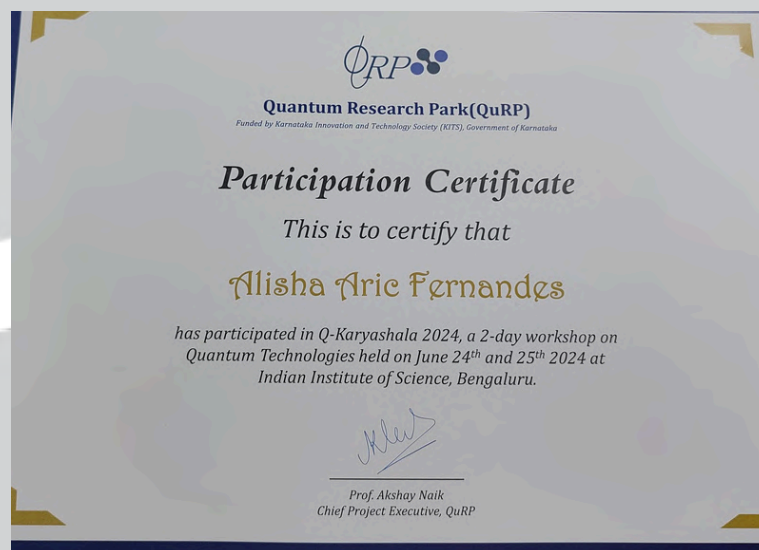 QRP
Quantum Research Park(QuRP)
Funded by Karnataka Innovation and Technology Society (KITS), Government of Karnataka
Participation Certificate
This is to certify that
Alisha Aric Fernandes
has participated in Q-Karyashala 2024, a 2-day workshop on
Quantum Technologies held on June 24th and 25th 2024 at
Indian Institute of Science, Bengaluru.
Prof. Akshay Naik
Chief Project Executive, QuRP